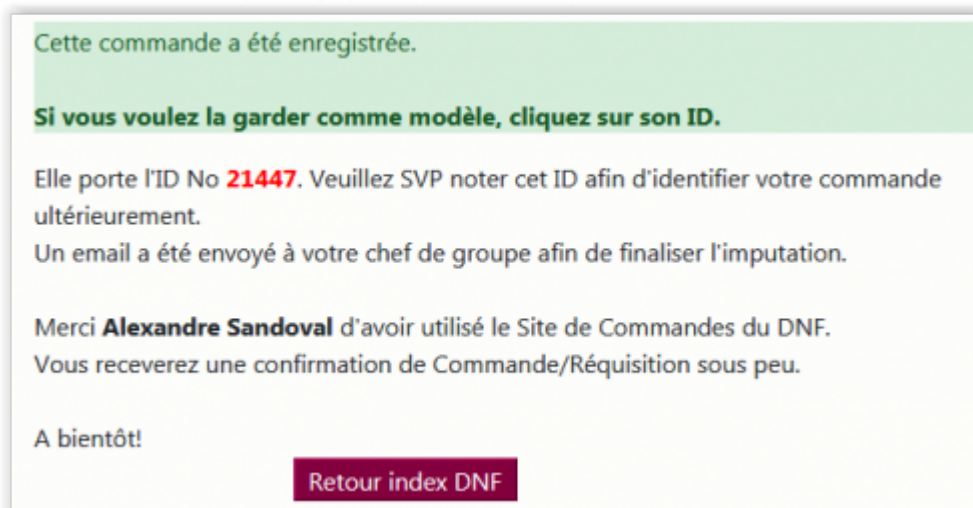 Cette commande a été enregistrée.
Si vous voulez la garder comme modèle, cliquez sur son ID.
Elle porte l'ID No 21447. Veuillez SVP noter cet ID afin d'identifier votre commande
ultérieurement.
Un email a été envoyé à votre chef de groupe afin de finaliser l'imputation.
Merci Alexandre Sandoval d'avoir utilisé le Site de Commandes du DNF.
Vous receverez une confirmation de Commande/Réquisition sous peu.
A bientôt!
Retour index DNF